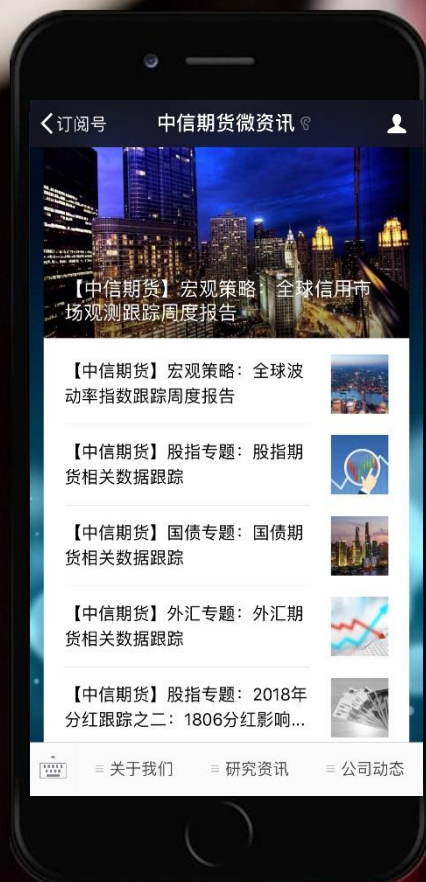 订阅号 中信期货微资讯
【中信期货】宏观策略：全球信用市
场观测跟踪周度报告
【中信期货】宏观策略：全球波
动率指数跟踪周度报告
【中信期货】股指专题：股指期
货相关数据跟踪
【中信期货】国债专题：国债期
货相关数据跟踪
【中信期货】外汇专题：外汇期
货相关数据跟踪
【中信期货】股指专题：2018年
分红跟踪之二：1806分红影响...
关于我们 研究资讯 公司动态